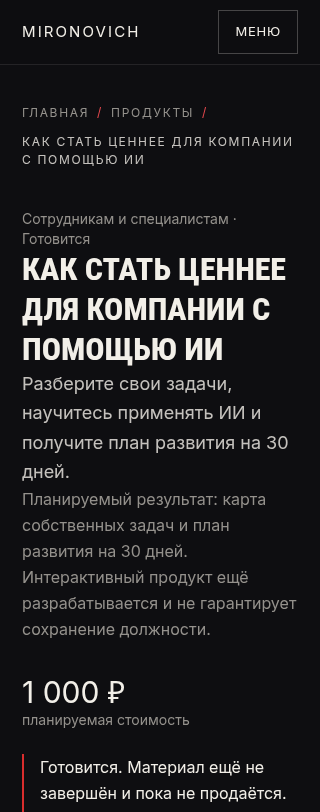 MIRONOVICH
МЕНЮ
ГЛАВНАЯ / ПРОДУКТЫ /
КАК СТАТЬ ЦЕННЕЕ ДЛЯ КОМПАНИИ
С ПОМОЩЬЮ ИИ
Сотрудникам и специалистам ·
Готовится
КАК СТАТЬ ЦЕННЕЕ
ДЛЯ КОМПАНИИ С
ПОМОЩЬЮ ИИ
Разберите свои задачи,
научитесь применять ИИ и
получите план развития на 30
дней.
Планируемый результат: карта
собственных задач и план
развития на 30 дней.
Интерактивный продукт ещё
разрабатывается и не гарантирует
сохранение должности.
1 000 ₽
планируемая стоимость
Готовится. Материал ещё не
завершён и пока не продаётся.